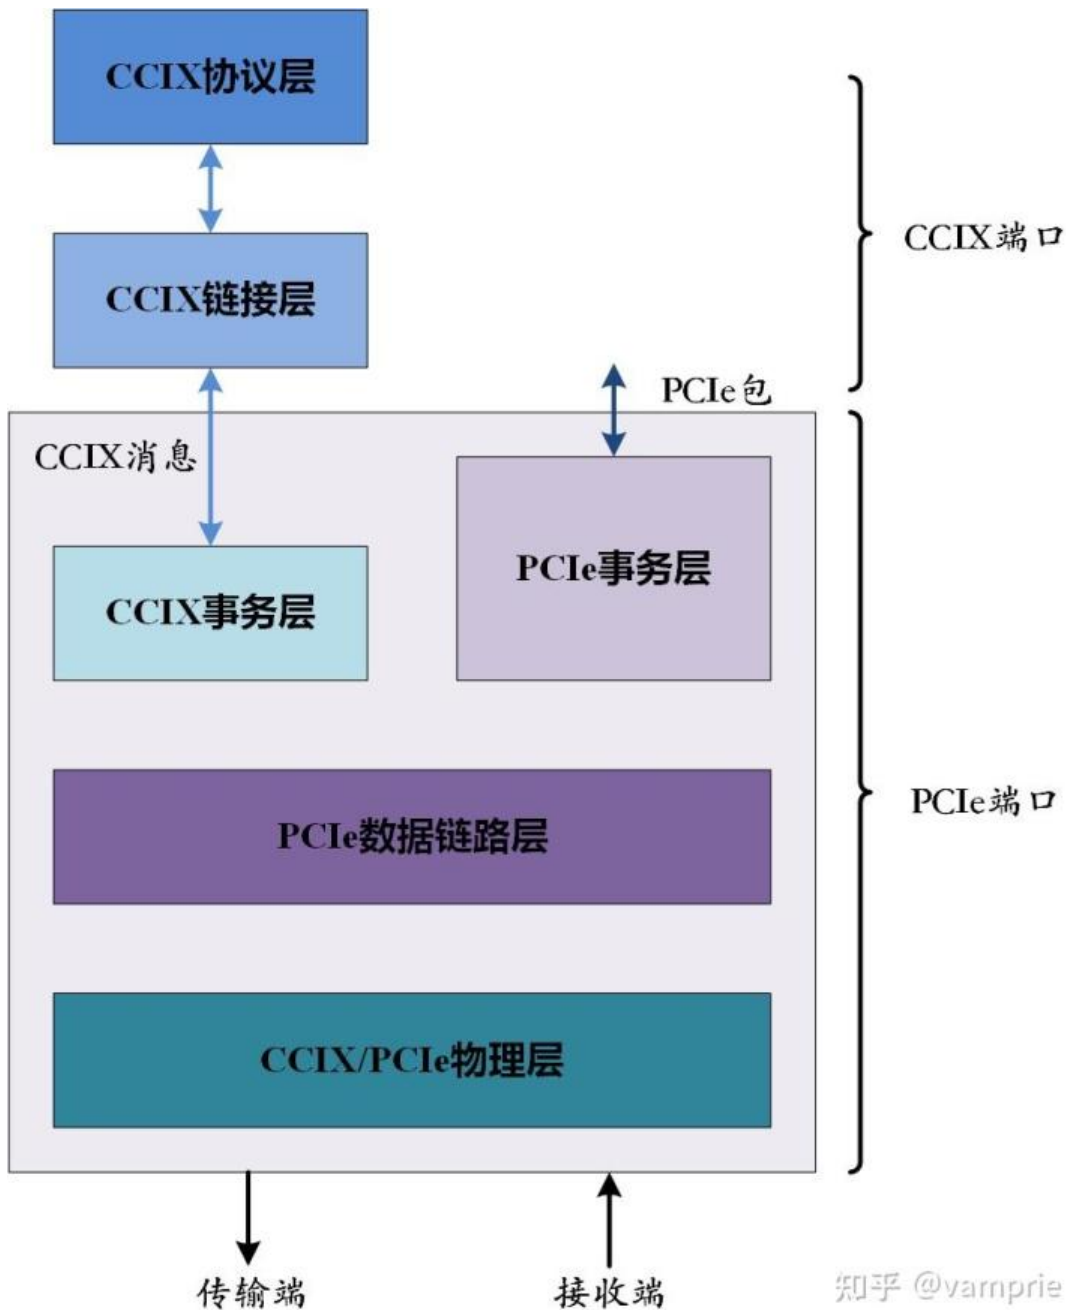 CCIX协议层
CCIX端口
CCIX链接层
PCIe包
CCIX消息
PCIe事务层
CCIX事务层
PCIe端口
PCIe数据链路层
CCIX/PCIe物理层
传输端
接收端
知乎 @vamprie